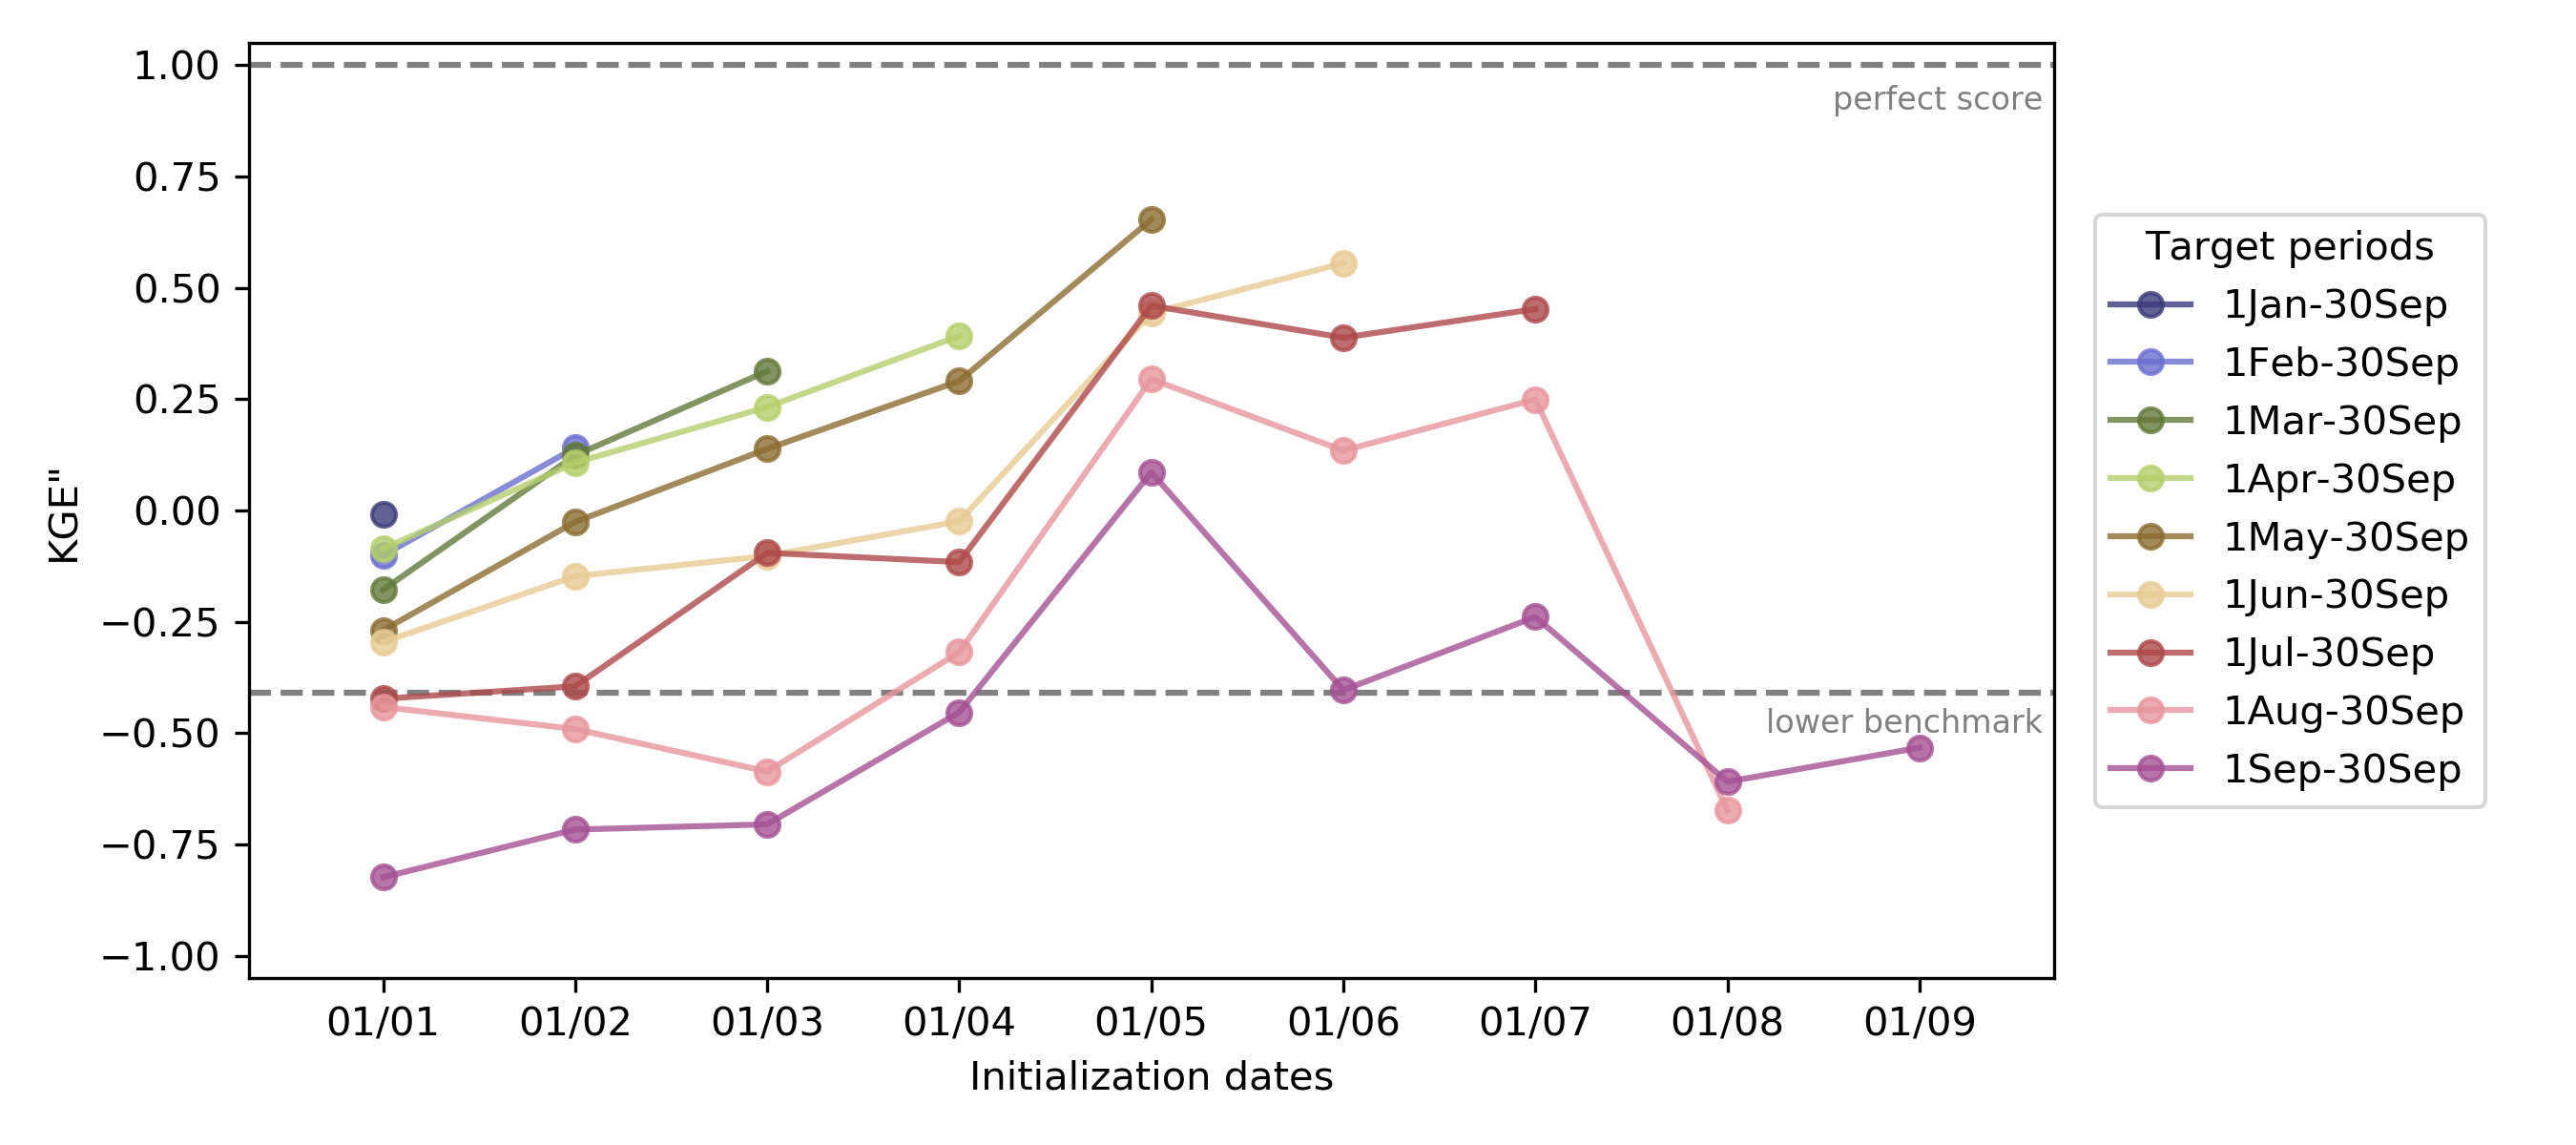 1.00
0.75
0.50
0.25
0.00
−0.25
−0.50
−0.75
−1.00
KGE"
perfect score
lower benchmark
01/01 01/02 01/03 01/04 01/05 01/06 01/07 01/08 01/09
Initialization dates
Target periods
1Jan-30Sep
1Feb-30Sep
1Mar-30Sep
1Apr-30Sep
1May-30Sep
1Jun-30Sep
1Jul-30Sep
1Aug-30Sep
1Sep-30Sep